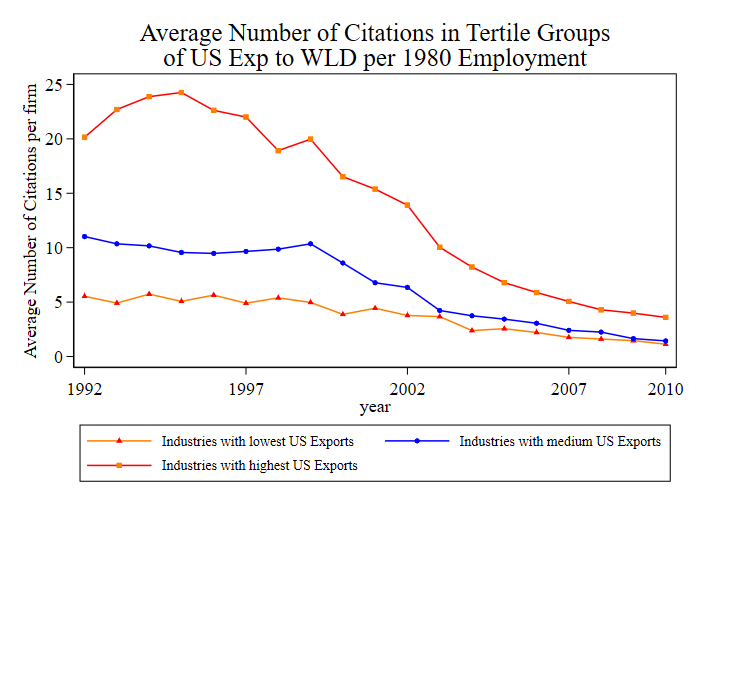 Average Number of Citations in Tertile Groups
of US Exp to WLD per 1980 Employment
Average Number of Citations per firm
25
20
15
10
5
0
1992 1997 2002 2007 2010
year
Industries with lowest US Exports Industries with medium US Exports
Industries with highest US Exports